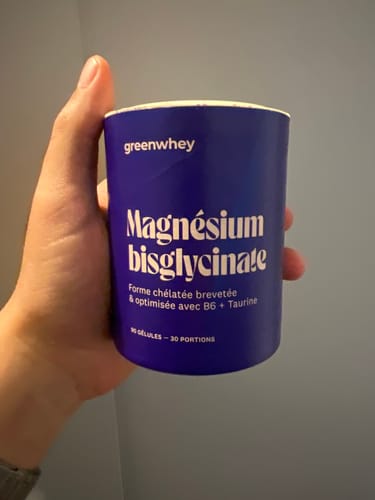 greenwhey
Magnésium
bisglycinate
Forme chélatée brevetée
& optimisée avec B6 + Taurine
90 GÉLULES — 30 PORTIONS